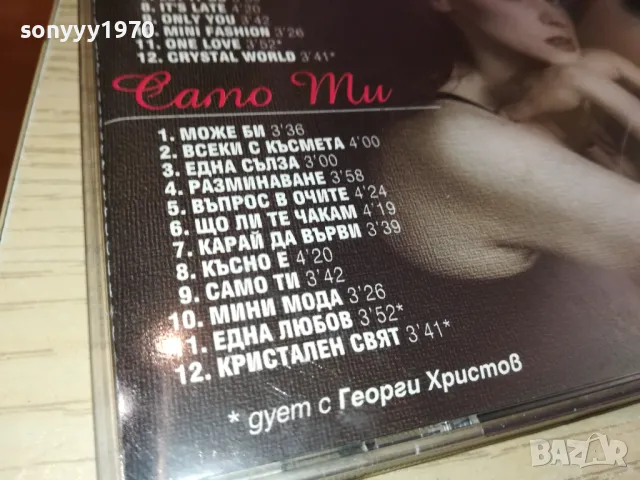 sonyyy1970
8. IT'S LATE 4'20
9. ONLY YOU 3'42
10. MINI FASHION 3'26
11. ONE LOVE 3'52*
12. CRYSTAL WORLD 3'41*
Само Ти
1. МОЖЕ БИ 3'36
2. ВСЕКИ С КЪСМЕТА 4'00
3. ЕДНА СЪЛЗА 3'00
4. РАЗМИНАВАНЕ 3'58
5. ВЪПРОС В ОЧИТЕ 4'24
6. ЩО ЛИ ТЕ ЧАКАМ 4'19
7. КАРАЙ ДА ВЪРВИ 3'39
8. КЪСНО Е 4'20
9. САМО ТИ 3'42
10. МИНИ МОДА 3'26
11. ЕДНА ЛЮБОВ 3'52*
12. КРИСТАЛЕН СВЯТ 3'41*
* дует с Георги Христов
BAZAR
bg